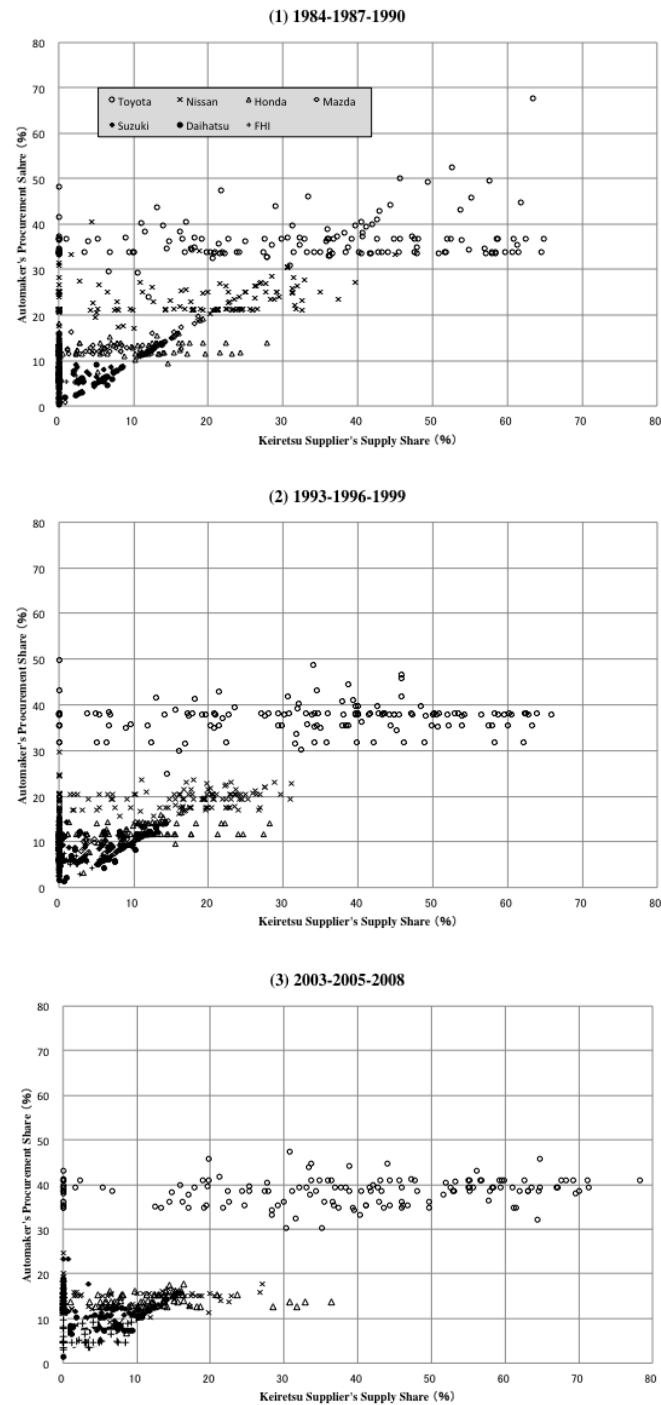 (1) 1984-1987-1990
Automaker's Procurement Sahre (%)
80
70
60
50
40
30
20
10
0
Toyota Nissan Honda Mazda
Suzuki Daihatsu FHI
0 10 20 30 40 50 60 70 80
Keiretsu Supplier's Supply Share (%)
(2) 1993-1996-1999
Automaker's Procurement Share (%)
80
70
60
50
40
30
20
10
0
0 10 20 30 40 50 60 70 80
Keiretsu Supplier's Supply Share (%)
(3) 2003-2005-2008
Automaker's Procurement Share (%)
80
70
60
50
40
30
20
10
0
0 10 20 30 40 50 60 70 80
Keiretsu Supplier's Supply Share (%)